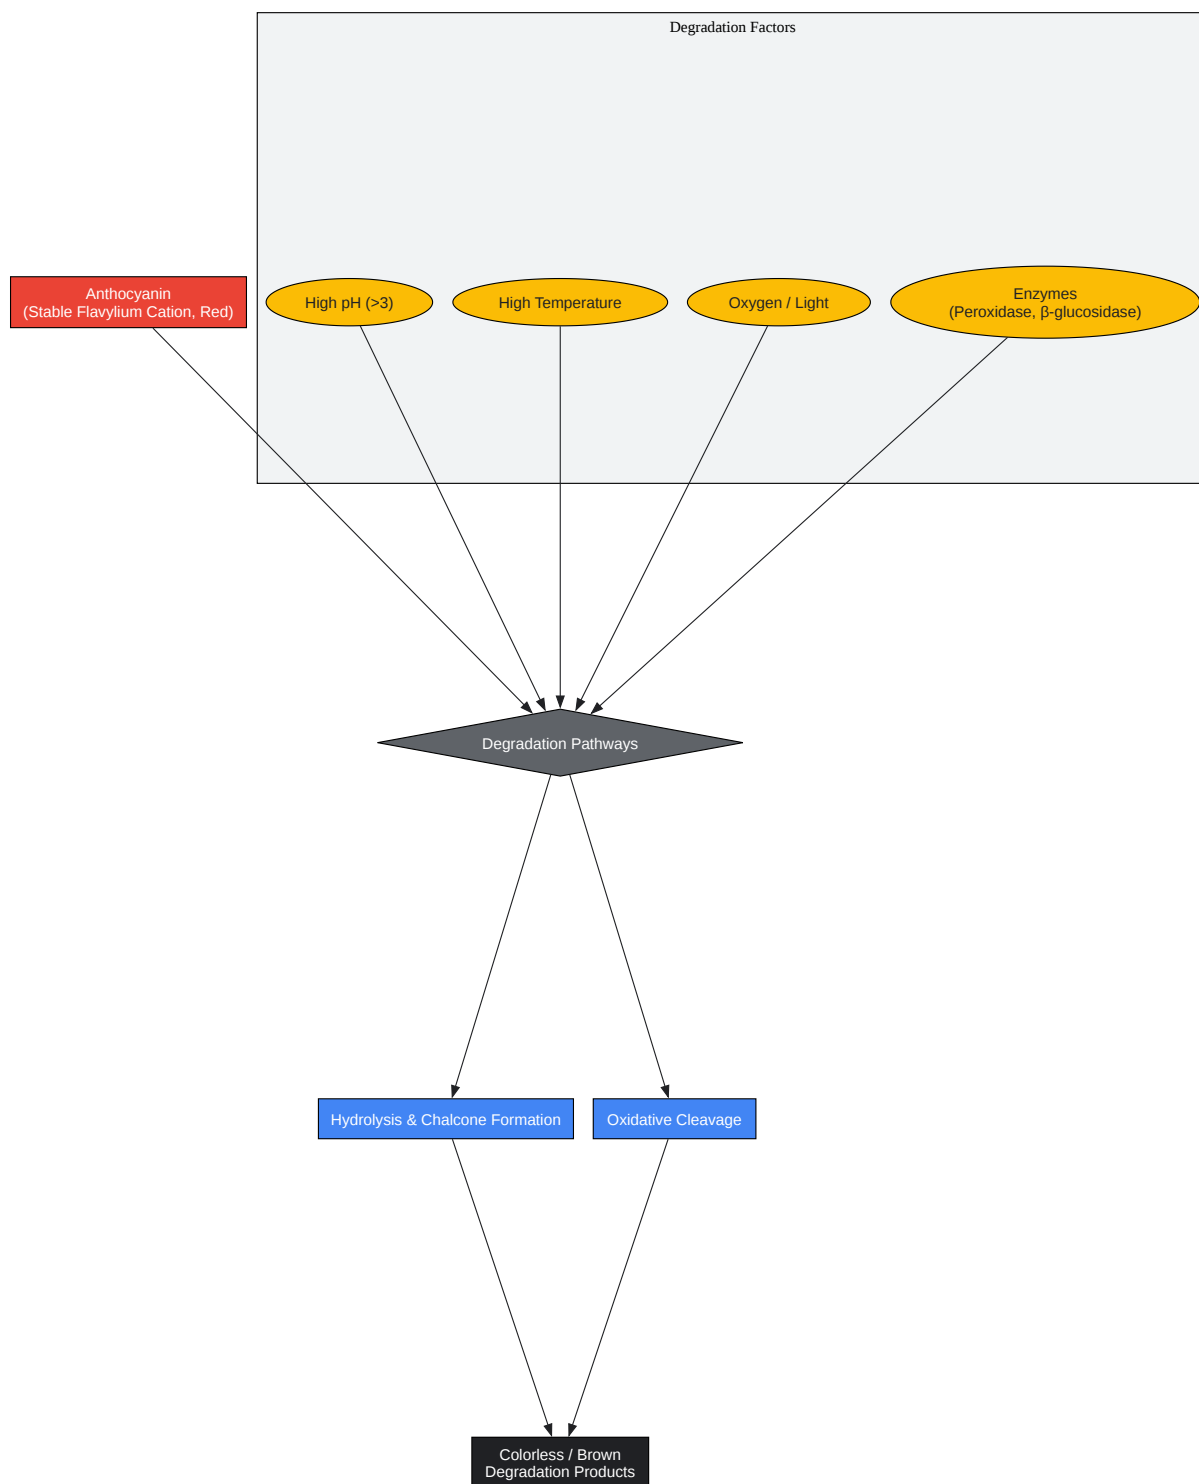 Degradation Factors
Anthocyanin
(Stable Flavylium Cation, Red)
High pH (>3)
High Temperature
Oxygen / Light
Enzymes
(Peroxidase, β-glucosidase)
Degradation Pathways
Hydrolysis & Chalcone Formation
Oxidative Cleavage
Colorless / Brown
Degradation Products